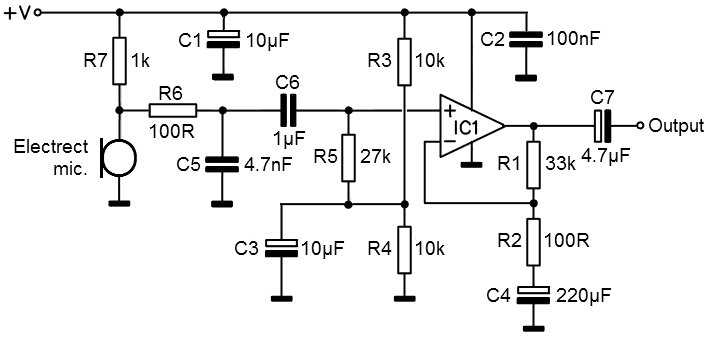 +V
C1
10µF
C2
100nF
R7
1k
R3
10k
R6
100R
C6
1µF
C7
4.7µF
Output
+
IC1
−
Electrect
mic.
C5
4.7nF
R5
27k
R1
33k
C3
10µF
R4
10k
R2
100R
C4
220µF